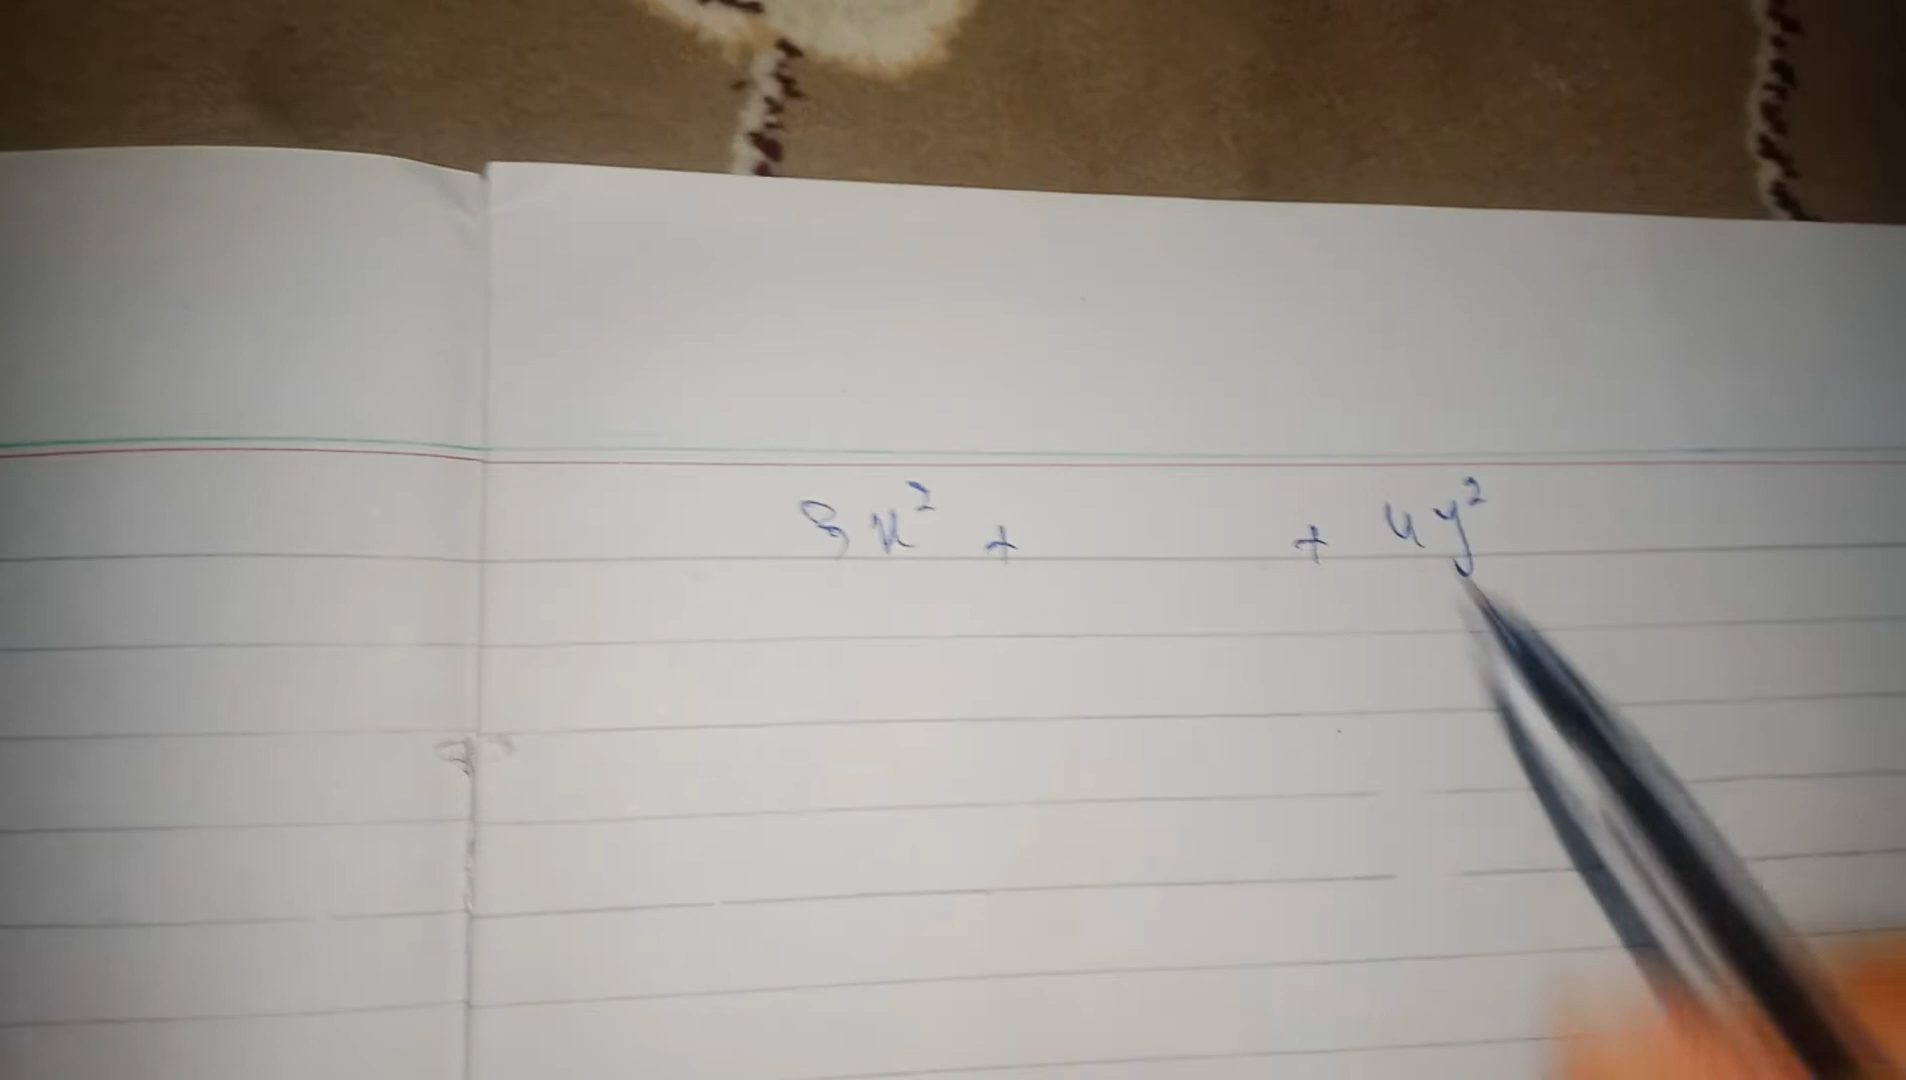 3x² +          + 4y²